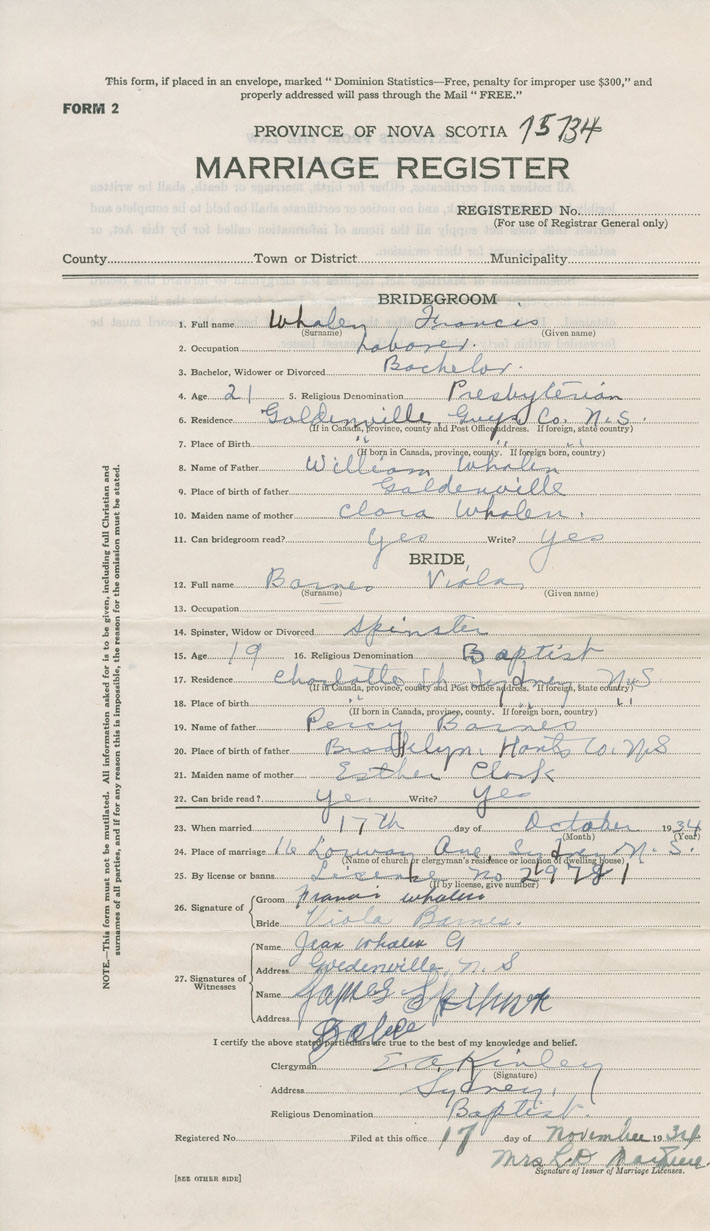 This form, if placed in an envelope, marked " Dominion Statistics—Free, penalty for improper use $300," and
properly addressed will pass through the Mail " FREE."
FORM 2
PROVINCE OF NOVA SCOTIA 15734
MARRIAGE REGISTER
REGISTERED No.
(For use of Registrar General only)
County Town or District Municipality
BRIDEGROOM
1. Full name Whalen Francis
(Surname) (Given name)
2. Occupation Laborer.
3. Bachelor, Widower or Divorced Bachelor.
4. Age 21 5. Religious Denomination Presbyterian
6. Residence Goldenville, Guys Co. N.S.
(If in Canada, province, county and Post Office address. If foreign, state country)
7. Place of Birth " " "
(If born in Canada, province, county. If foreign born, country)
8. Name of Father William Whalen
9. Place of birth of father Goldenville
10. Maiden name of mother Clara Whalen.
11. Can bridegroom read? Yes Write? Yes
BRIDE
12. Full name Barnes Viola
(Surname) (Given name)
13. Occupation
14. Spinster, Widow or Divorced Spinster
15. Age 19 16. Religious Denomination Baptist
17. Residence Charlotte St. Sydney N.S.
(If in Canada, province, county and Post Office address. If foreign, State country)
18. Place of birth " " "
(If born in Canada, province, county. If foreign born, country)
19. Name of father Percy Barnes
20. Place of birth of father Brooklyn, Hants Co. N.S
21. Maiden name of mother Esther Clark
22. Can bride read? Yes Write? Yes
23. When married 17th day of October 1934
(Month) (Year)
24. Place of marriage 16 Lorway Ave, Sydney N.S.
(Name of church or clergyman's residence or location of dwelling house)
25. By license or banns License No 29781
(If by license, give number)
26. Signature of Groom Francis Whalen
Bride Viola Barnes.
27. Signatures of Witnesses
Name Jean Whalen G
Address Goldenville, N.S
Name James
Address
I certify the above stated particulars are true to the best of my knowledge and belief.
Clergyman E. A. Kinley
(Signature)
Address Sydney,
Religious Denomination Baptist.
Registered No. Filed at this office 17 day of November 1934
Mrs L. D.
Signature of Issuer of Marriage Licenses.
[SEE OTHER SIDE]
NOTE.—This form must not be mutilated. All information asked for is to be given, including full Christian and
surnames of all parties, and if for any reason this is impossible, the reason for the omission must be stated.